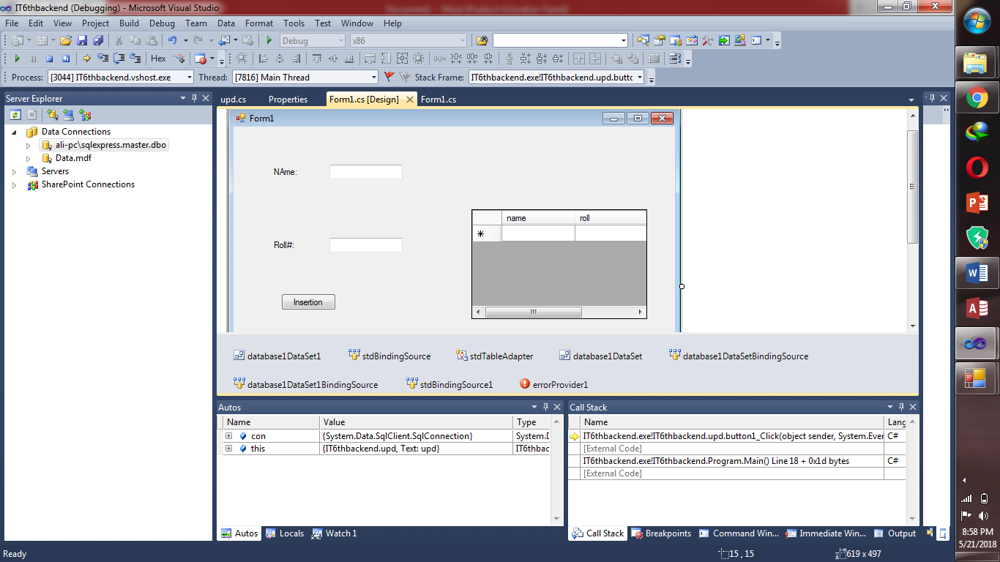 IT6thbackend (Debugging) - Microsoft Visual Studio
File Edit View Project Build Debug Team Data Format Tools Test Window Help
Debug x86
Hex
Process: [3044] IT6thbackend.vshost.exe Thread: [7816] Main Thread Stack Frame: IT6thbackend.exe!IT6thbackend.upd.buttc
Server Explorer
upd.cs Properties Form1.cs [Design] Form1.cs
Data Connections
ali-pc\sqlexpress.master.dbo
Data.mdf
Servers
SharePoint Connections
Form1
NAme:
name roll
Roll#:
Insertion
database1DataSet1 stdBindingSource stdTableAdapter database1DataSet database1DataSetBindingSource
database1DataSet1BindingSource stdBindingSource1 errorProvider1
Autos
Name Value Type
con {System.Data.SqlClient.SqlConnection} System.D
this {IT6thbackend.upd, Text: upd} IT6thbac
Autos Locals Watch 1
Call Stack
Name Lang
IT6thbackend.exe!IT6thbackend.upd.button1_Click(object sender, System.Ever C#
[External Code]
IT6thbackend.exe!IT6thbackend.Program.Main() Line 18 + 0x1d bytes C#
[External Code]
Call Stack Breakpoints Command Win... Immediate Win... Output
Ready 15 , 15 619 x 497
8:58 PM
5/21/2018